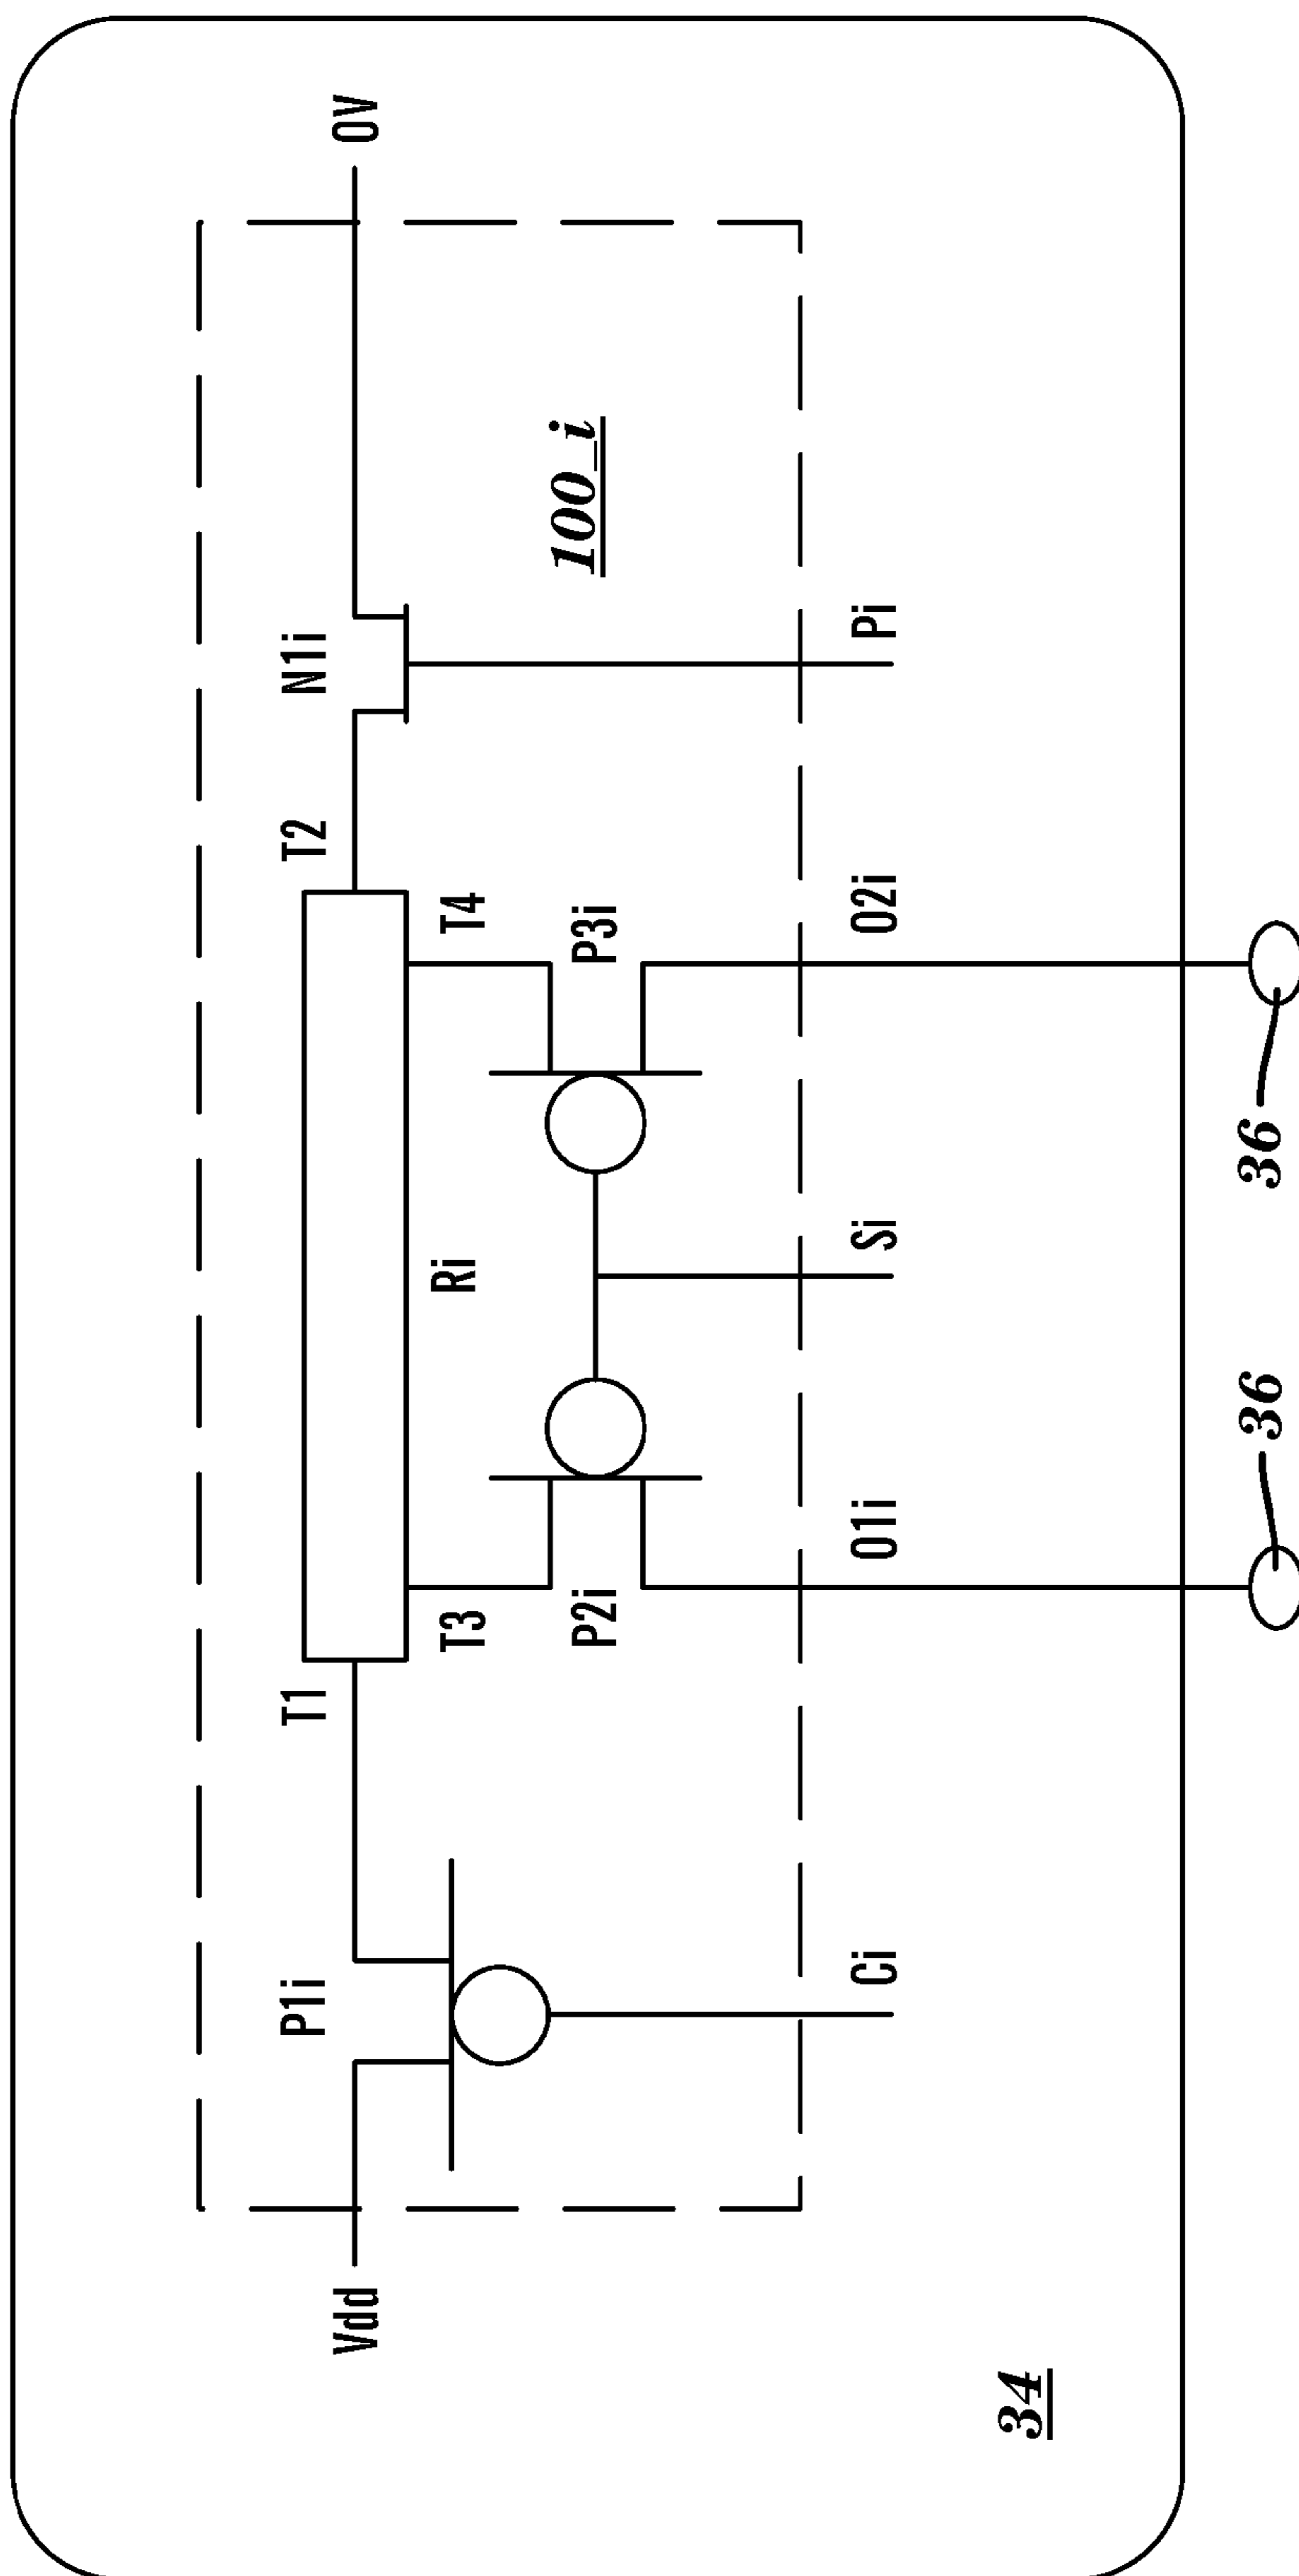 P1i T1 T2 N1i
Vdd 0V
T3 Ri T4
P2i P3i 100_i
Ci O1i Si O2i Pi
34
36 36